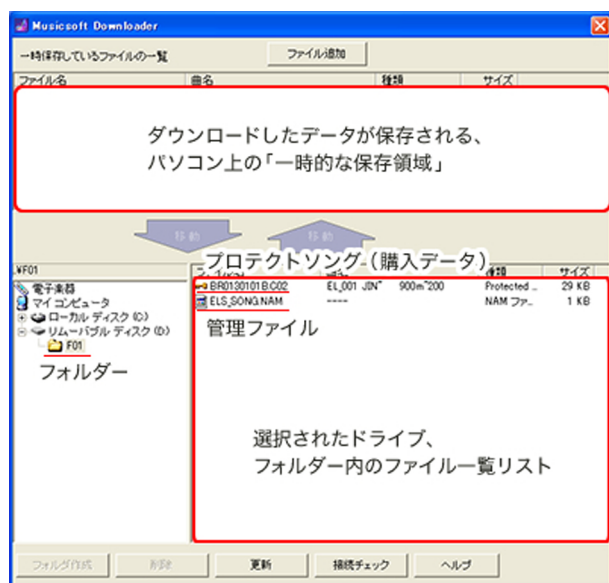 Musicsoft Downloader
一時保存しているファイルの一覧
ファイル追加
ファイル名 曲名 種類 サイズ
ダウンロードしたデータが保存される、
パソコン上の「一時的な保存領域」
移動 移動
プロテクトソング（購入データ）
.¥F01
種類 サイズ
電子楽器
マイ コンピュータ
ローカル ディスク (C)
リムーバブル ディスク (D)
F01
フォルダー
BR0130101B.C02 EL_001 900m~200 Protected .. 29 KB
ELS_SONG.NAM ---- NAM ファ.. 1 KB
管理ファイル
選択されたドライブ、
フォルダー内のファイル一覧リスト
フォルダ作成 削除 更新 接続チェック ヘルプ